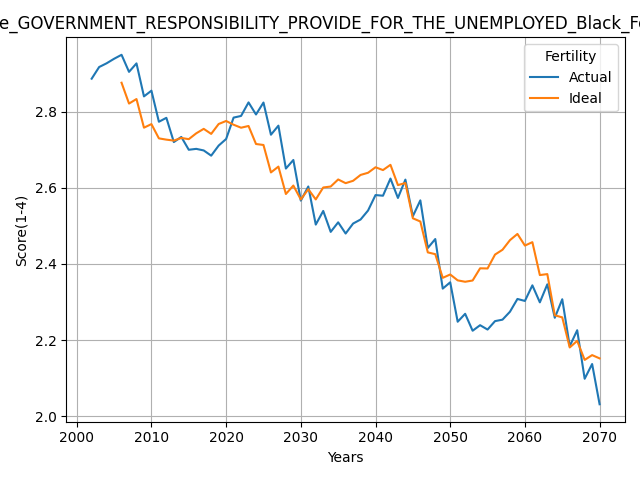 e_GOVERNMENT_RESPONSIBILITY_PROVIDE_FOR_THE_UNEMPLOYED_Black_Fe
Fertility
Actual
Ideal
Score(1-4)
2.8
2.6
2.4
2.2
2.0
2000 2010 2020 2030 2040 2050 2060 2070
Years